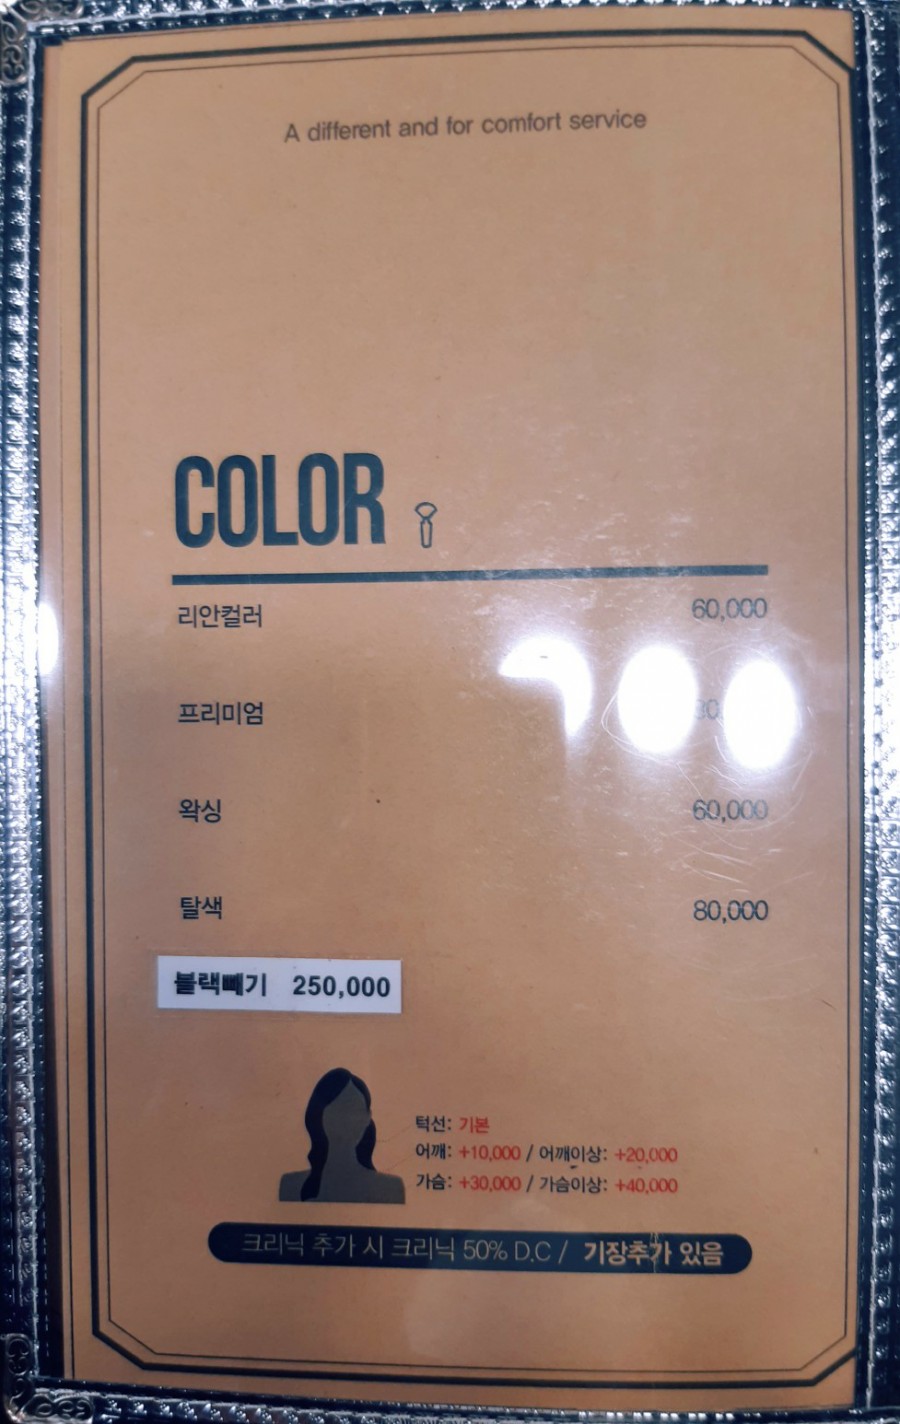 A different and for comfort service
COLOR
리안컬러 60,000
프리미엄
왁싱 60,000
탈색 80,000
블랙빼기 250,000
턱선: 기본
어깨: +10,000 / 어깨이상: +20,000
가슴: +30,000 / 가슴이상: +40,000
크리닉 추가 시 크리닉 50% D.C / 기장추가 있음